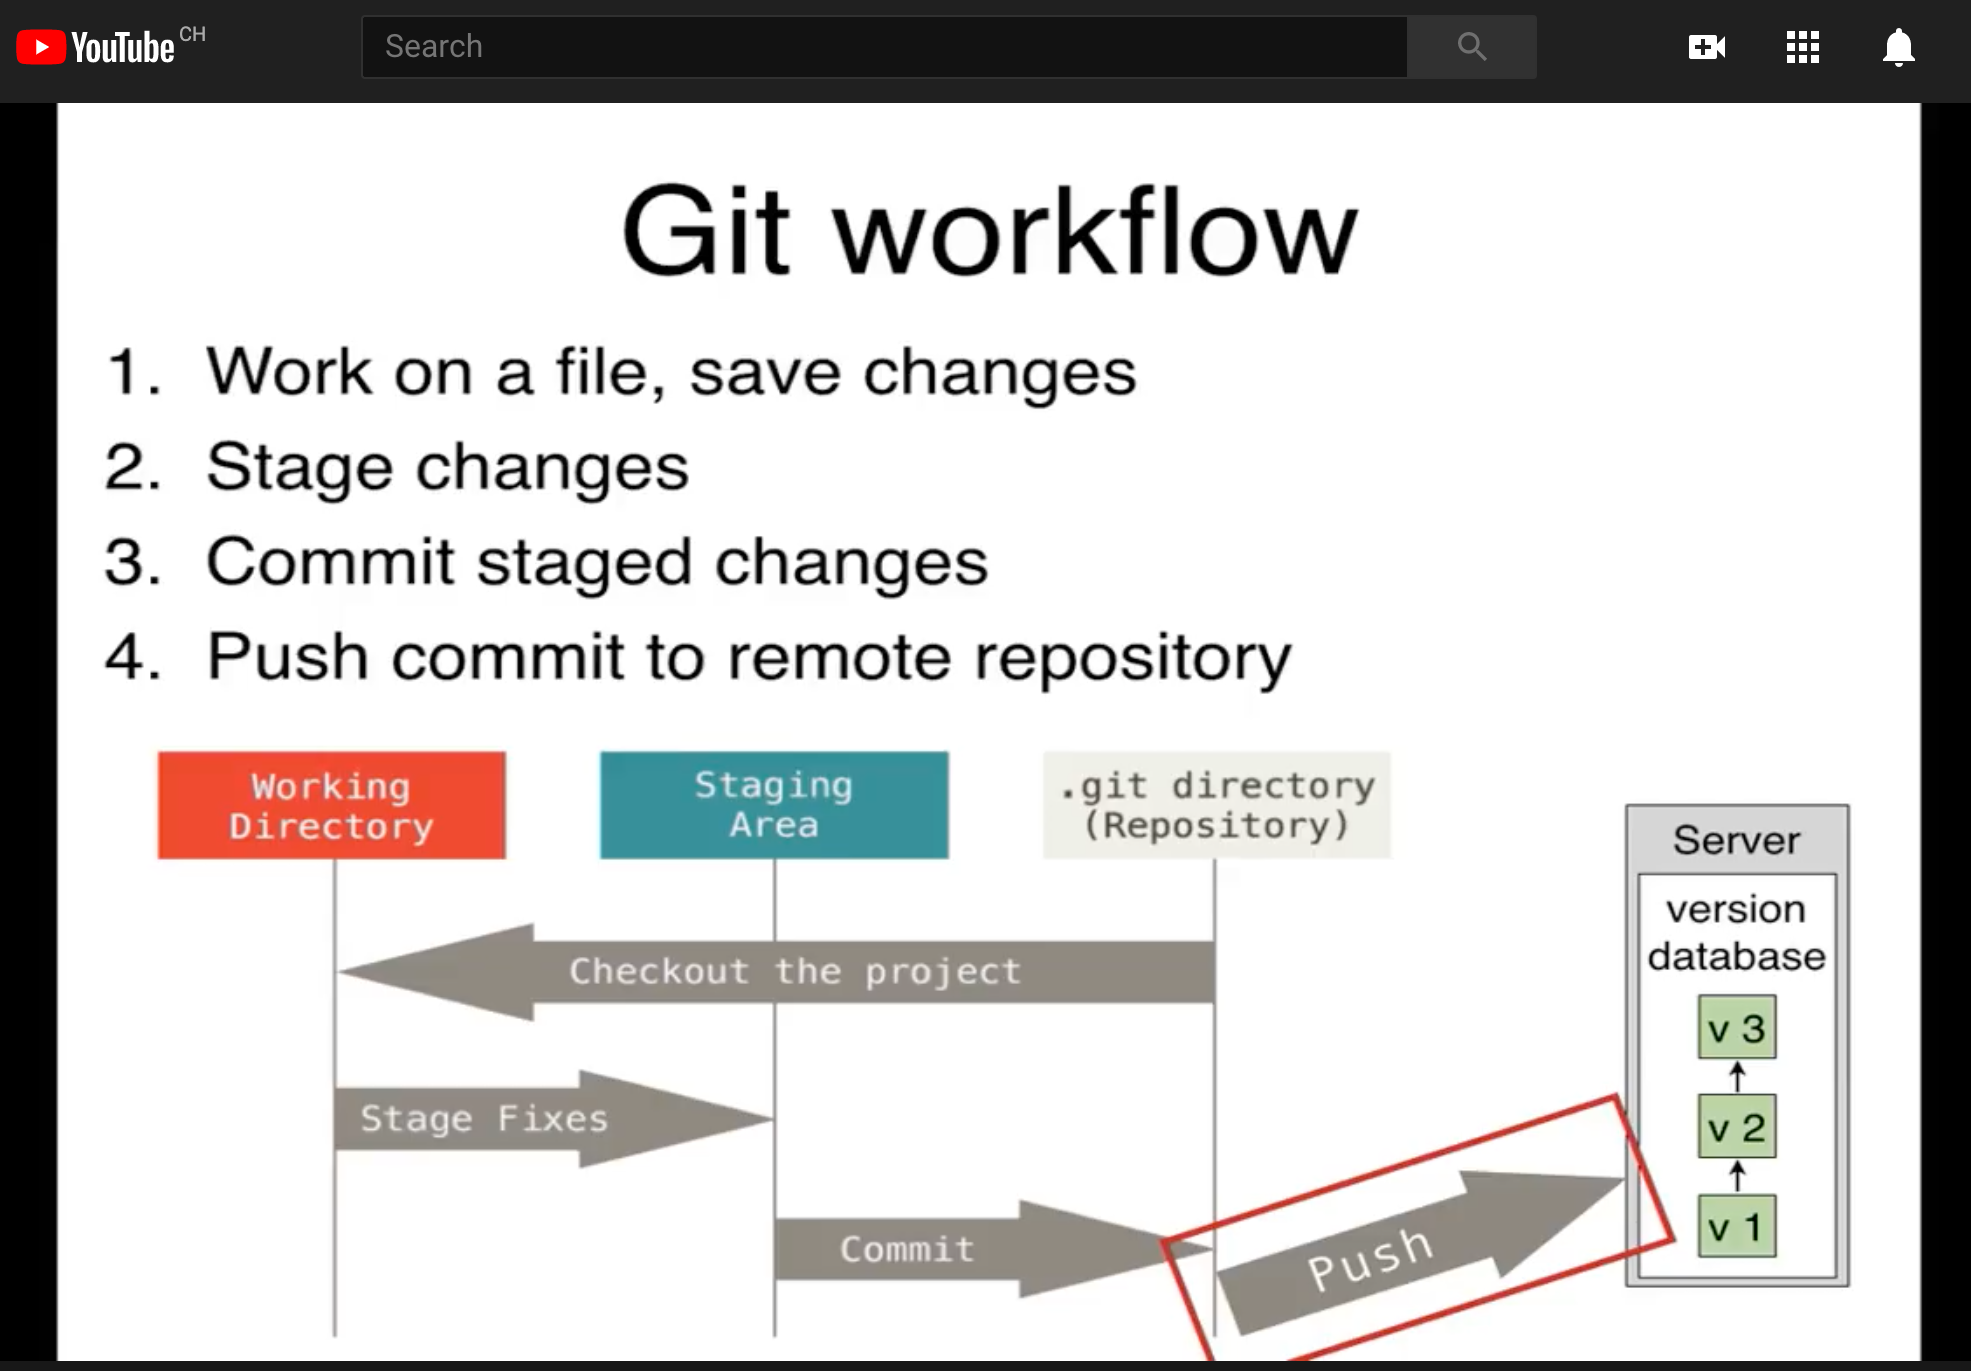 YouTube CH
Search
Git workflow
1. Work on a file, save changes
2. Stage changes
3. Commit staged changes
4. Push commit to remote repository
Working
Directory
Staging
Area
.git directory
(Repository)
Server
version
database
v 3
v 2
v 1
Checkout the project
Stage Fixes
Commit
Push